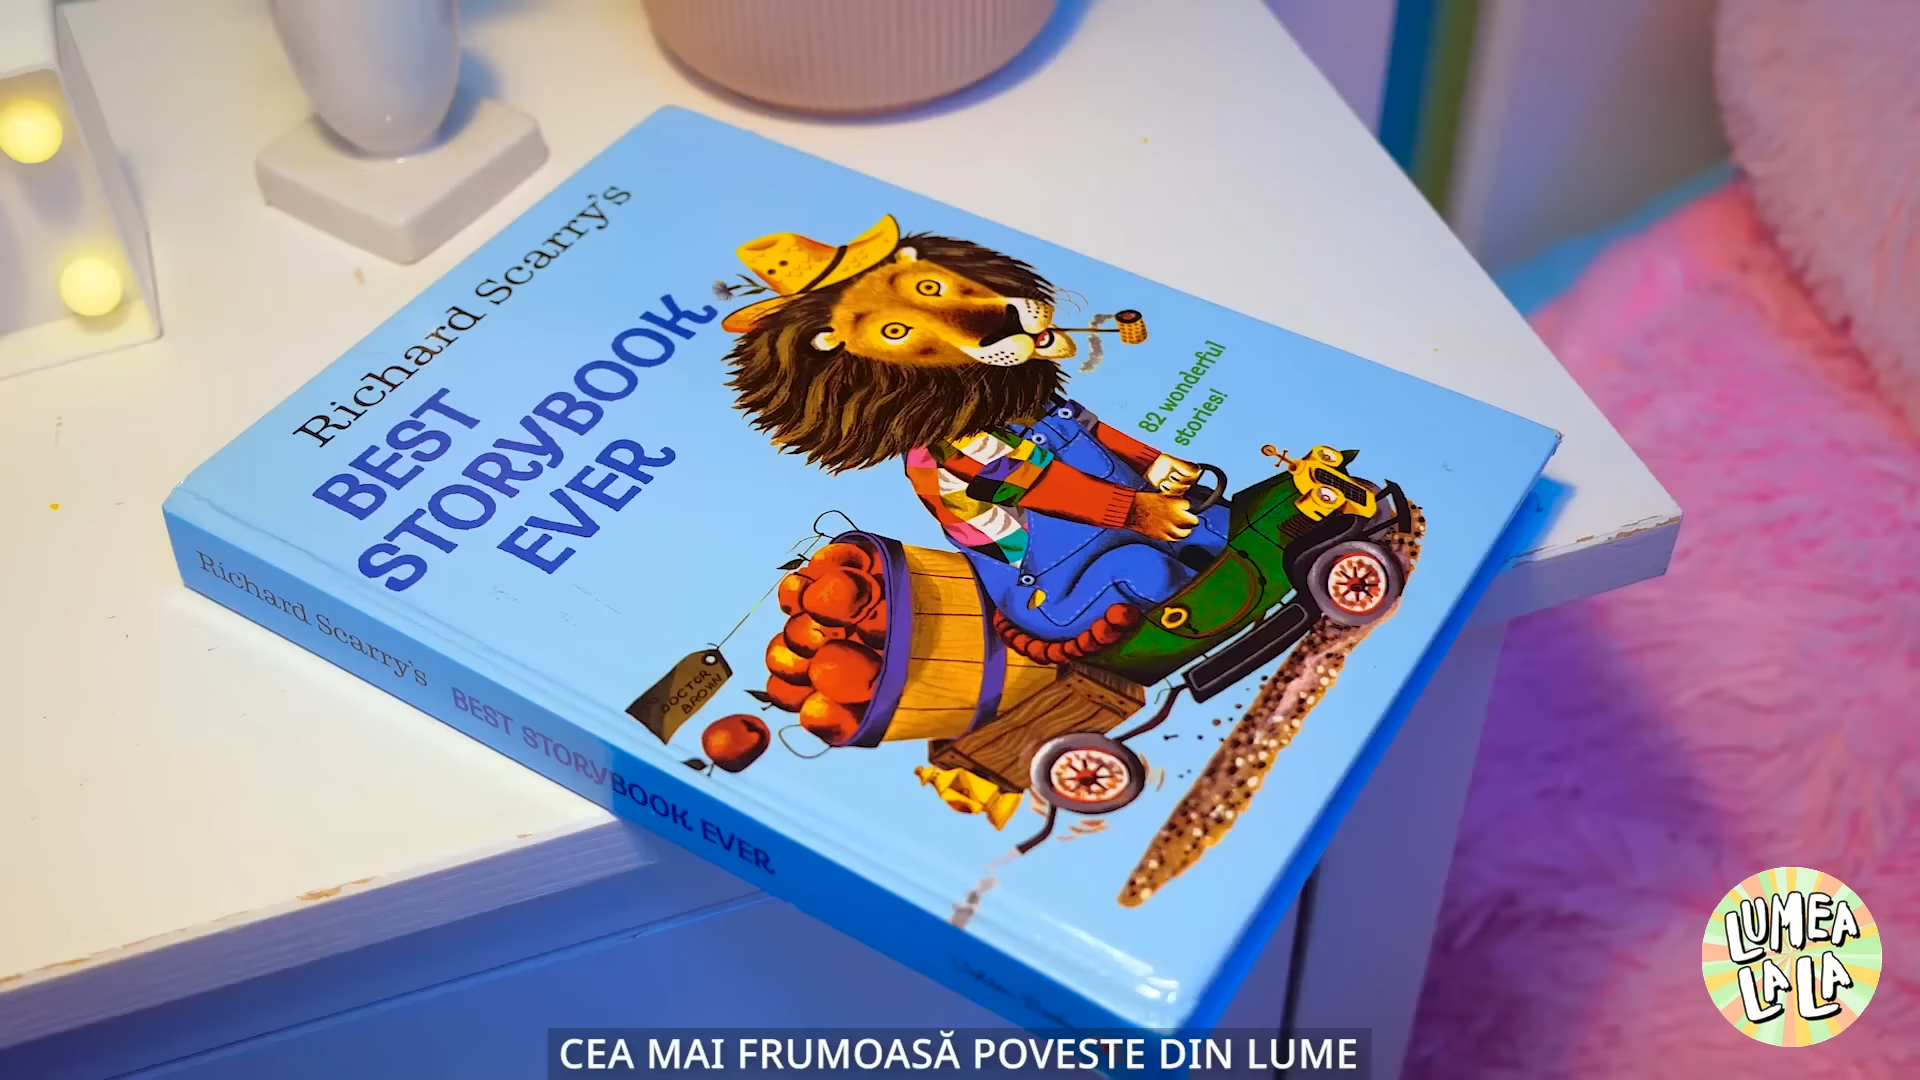 Richard Scarry's
BEST
STORYBOOK
EVER
82 wonderful
stories!
DOCTOR
BROWN
Richard Scarry's BEST STORYBOOK EVER
LUMEA
LA LA
CEA MAI FRUMOASĂ POVESTE DIN LUME